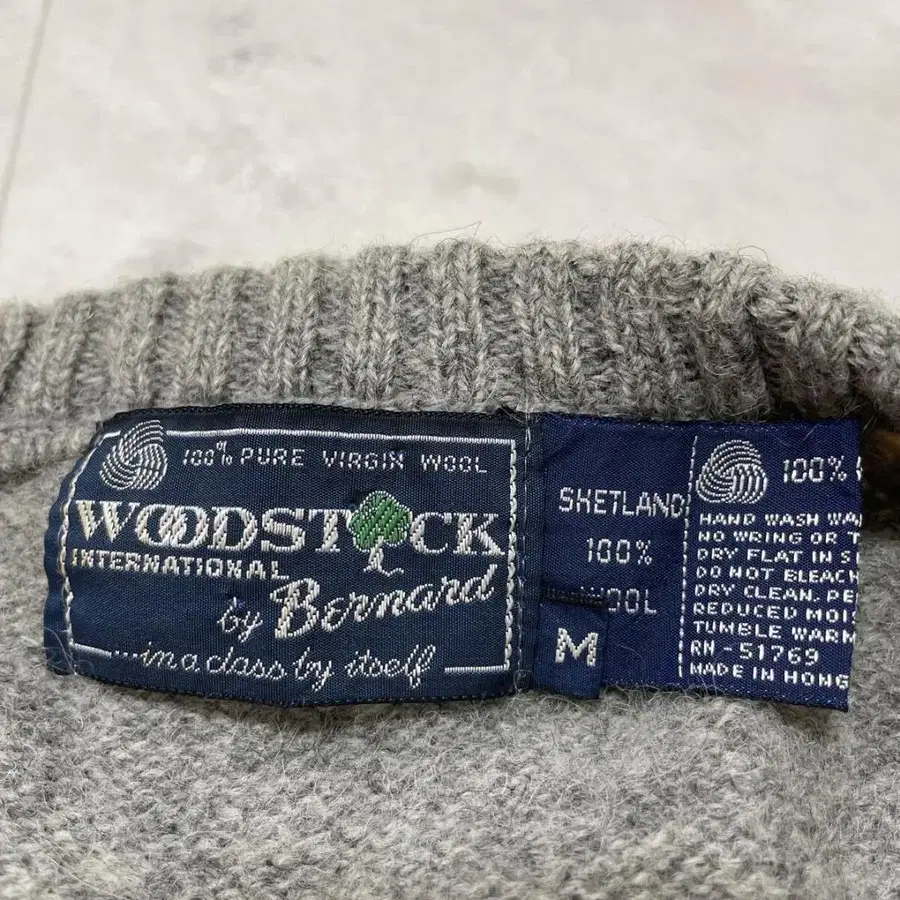 100% PURE VIRGIN WOOL
WOODSTOCK
INTERNATIONAL
by Bernard
...in a class by itself
SHETLAND
100%
WOOL
M
100%
HAND WASH WA
NO WRING OR T
DRY FLAT IN S
DO NOT BLEACH
DRY CLEAN. PE
REDUCED MOIS
TUMBLE WARM
RN-51769
MADE IN HONG